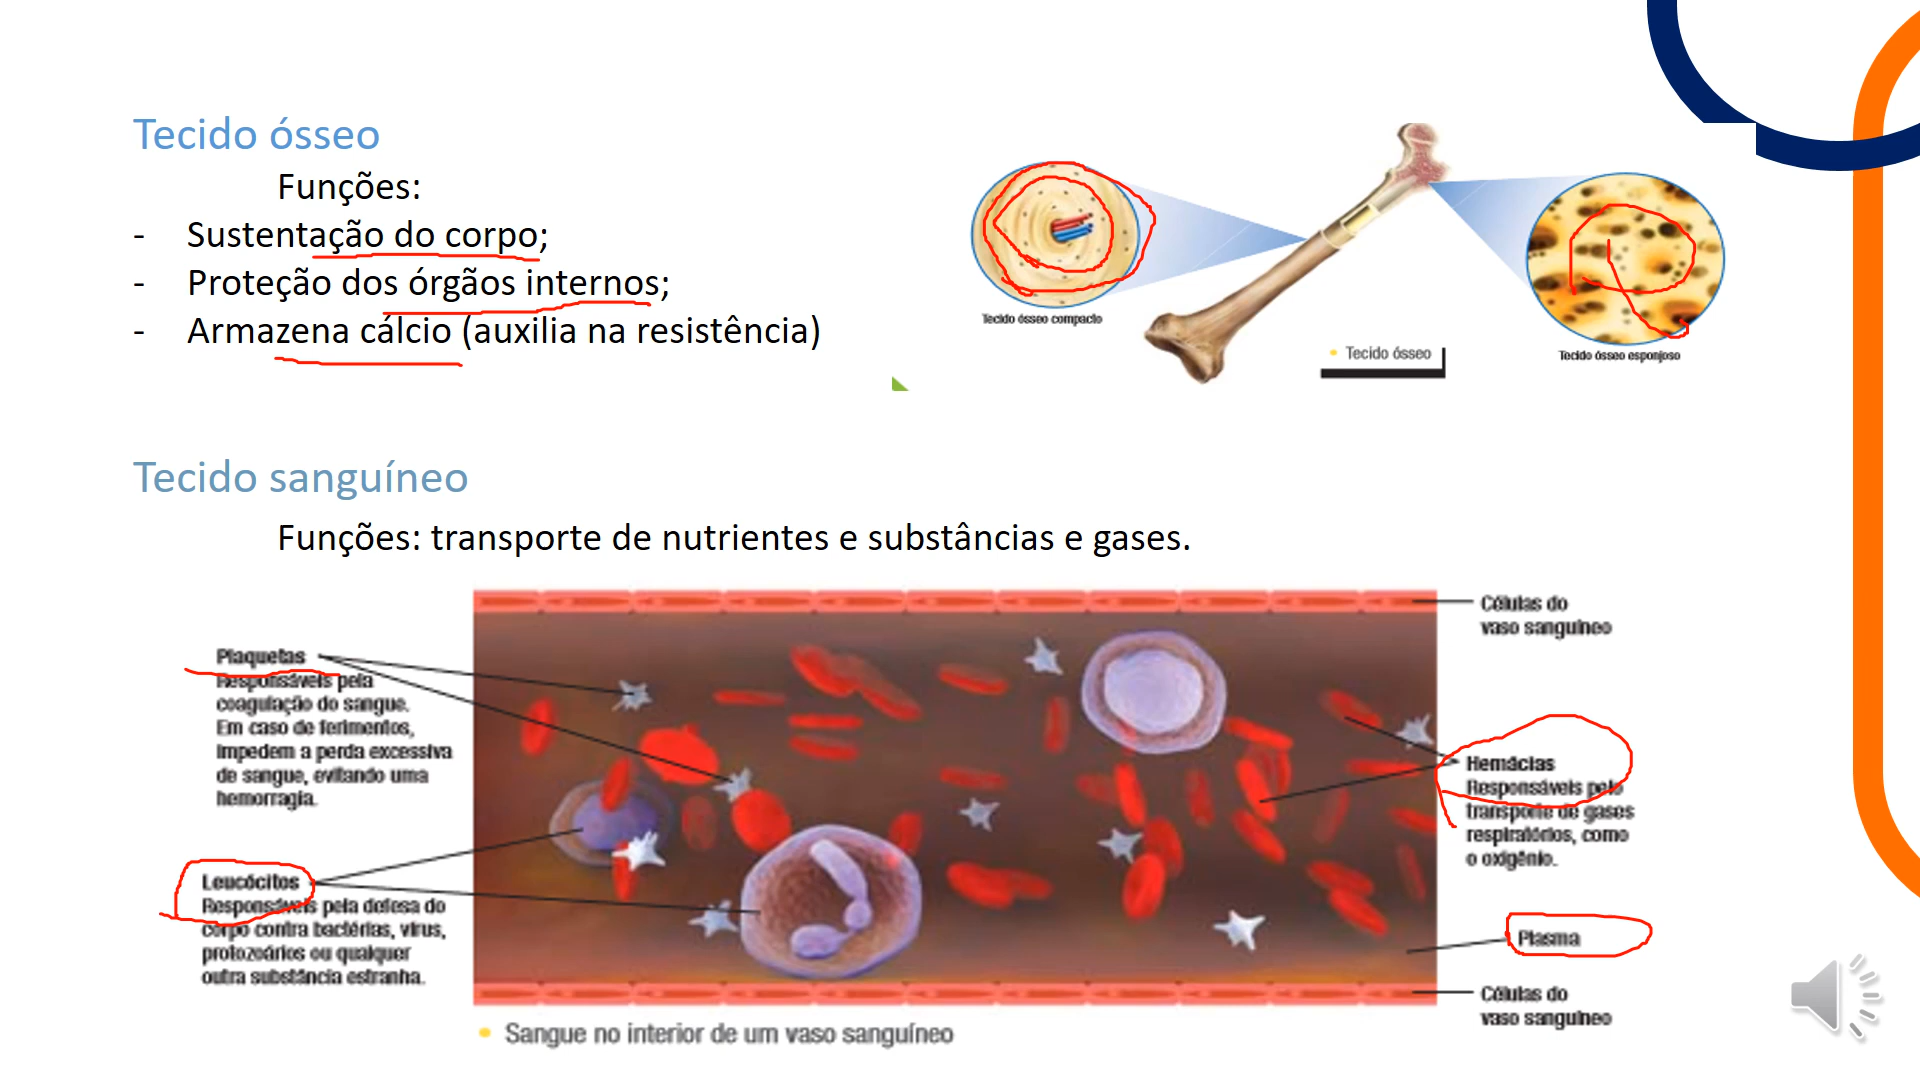 Tecido ósseo
Funções:
- Sustentação do corpo;
- Proteção dos órgãos internos;
- Armazena cálcio (auxilia na resistência)
Tecido ósseo compacto
Tecido ósseo
Tecido ósseo esponjoso
Tecido sanguíneo
Funções: transporte de nutrientes e substâncias e gases.
Plaquetas
Responsáveis pela
coagulação do sangue.
Em caso de ferimentos,
impedem a perda excessiva
de sangue, evitando uma
hemorragia.
Leucócitos
Responsáveis pela defesa do
corpo contra bactérias, vírus,
protozoários ou qualquer
outra substância estranha.
Células do
vaso sanguíneo
Hemácias
Responsáveis pelo
transporte de gases
respiratórios, como
o oxigênio.
Plasma
Células do
vaso sanguíneo
Sangue no interior de um vaso sanguíneo